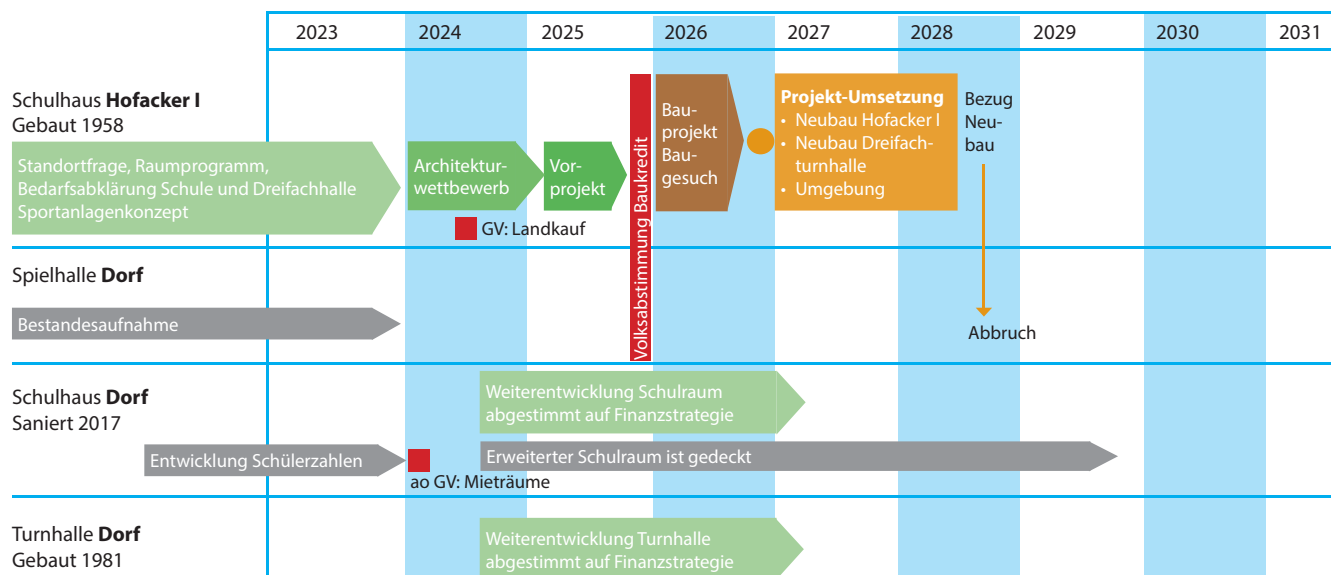 2023 2024 2025 2026 2027 2028 2029 2030 2031
Schulhaus Hofacker I
Gebaut 1958
Standortfrage, Raumprogramm,
Bedarfsabklärung Schule und Dreifachhalle
Sportanlagenkonzept
Architektur-
wettbewerb
Vor-
projekt
GV: Landkauf
Volksabstimmung Baukredit
Bau-
projekt
Bau-
gesuch
Projekt-Umsetzung
• Neubau Hofacker I
• Neubau Dreifach-
turnhalle
• Umgebung
Bezug
Neu-
bau
Spielhalle Dorf
Bestandesaufnahme
Abbruch
Schulhaus Dorf
Saniert 2017
Weiterentwicklung Schulraum
abgestimmt auf Finanzstrategie
Entwicklung Schülerzahlen
ao GV: Mieträume
Erweiterter Schulraum ist gedeckt
Turnhalle Dorf
Gebaut 1981
Weiterentwicklung Turnhalle
abgestimmt auf Finanzstrategie